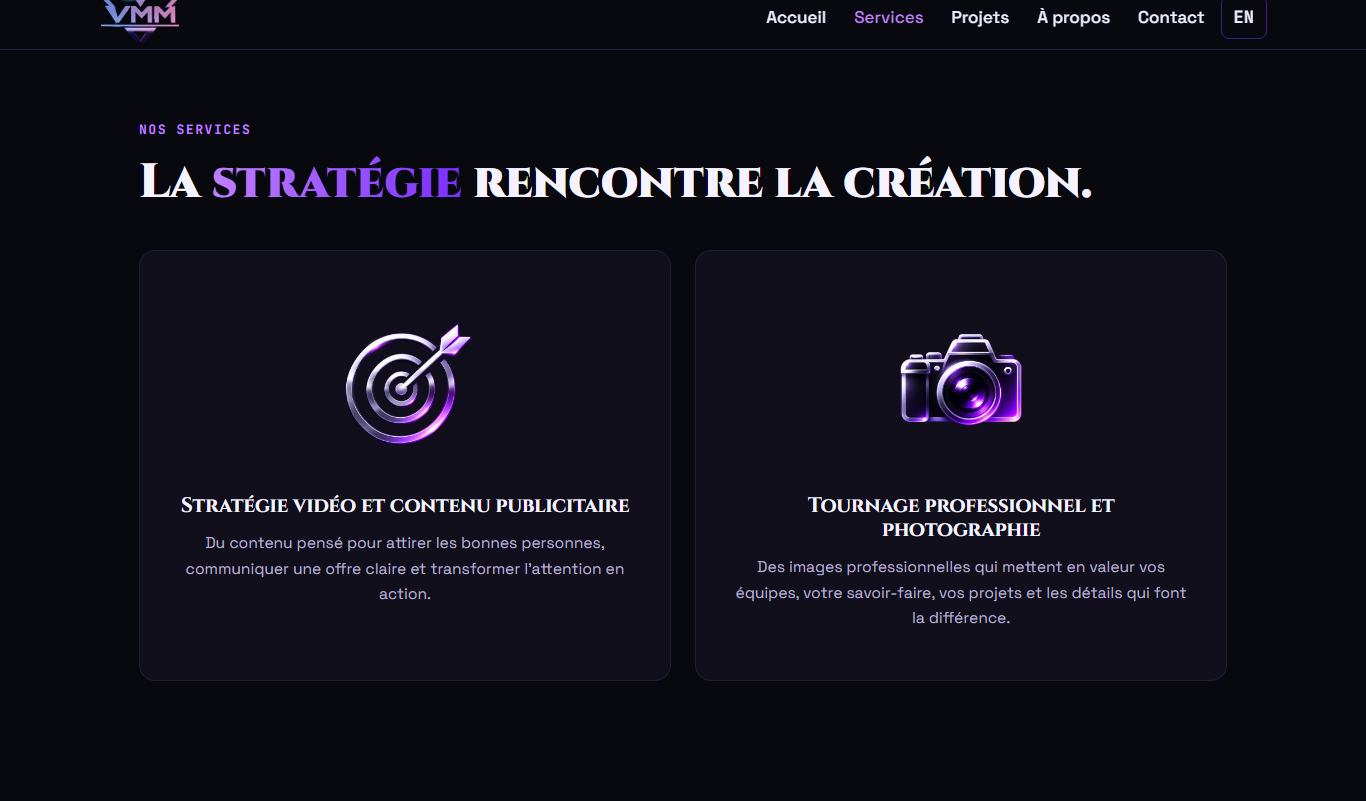 VMM
Accueil Services Projets À propos Contact EN
NOS SERVICES
La stratégie rencontre la création.
Stratégie vidéo et contenu publicitaire
Du contenu pensé pour attirer les bonnes personnes,
communiquer une offre claire et transformer l'attention en
action.
Tournage professionnel et
photographie
Des images professionnelles qui mettent en valeur vos
équipes, votre savoir-faire, vos projets et les détails qui font
la différence.